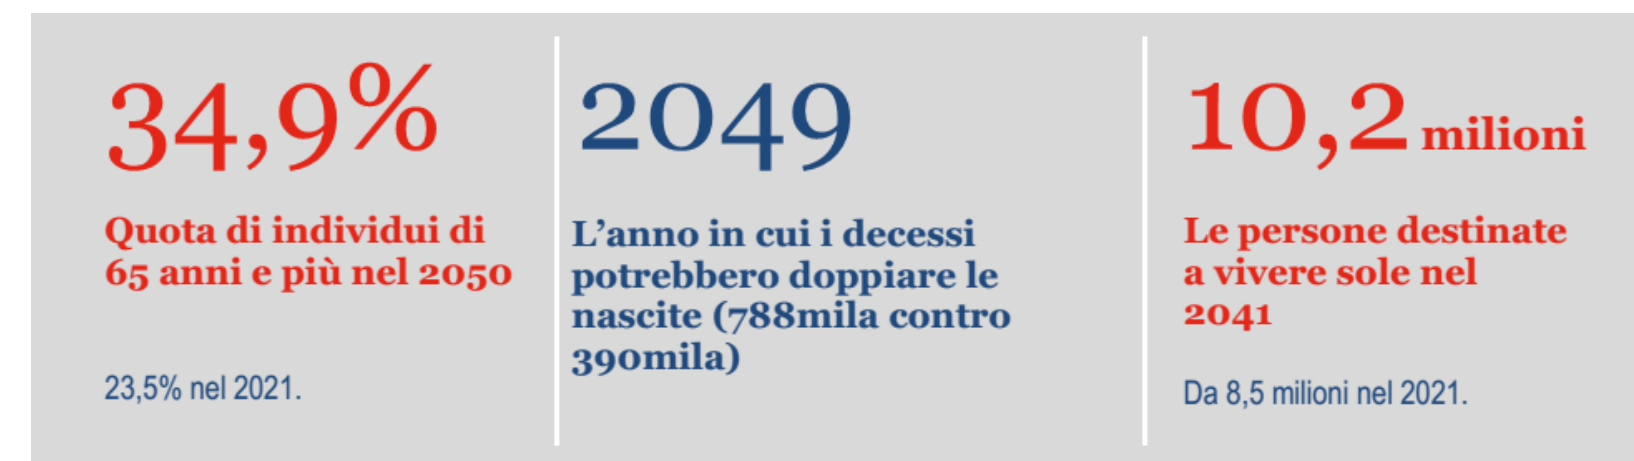 34,9%
Quota di individui di
65 anni e più nel 2050
23,5% nel 2021.
2049
L’anno in cui i decessi
potrebbero doppiare le
nascite (788mila contro
390mila)
10,2 milioni
Le persone destinate
a vivere sole nel
2041
Da 8,5 milioni nel 2021.